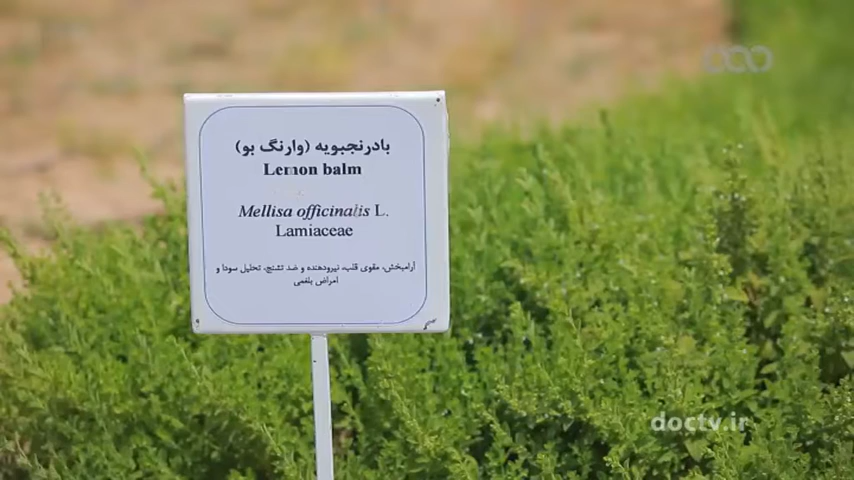 بادرنجبویه (وارنگ بو)
Lemon balm
Mellisa officinalis L.
Lamiaceae
آرامبخش، مقوی قلب، نیرودهنده و ضد تشنج، تحلیل سودا و
امراض بلغمی
doctv.ir